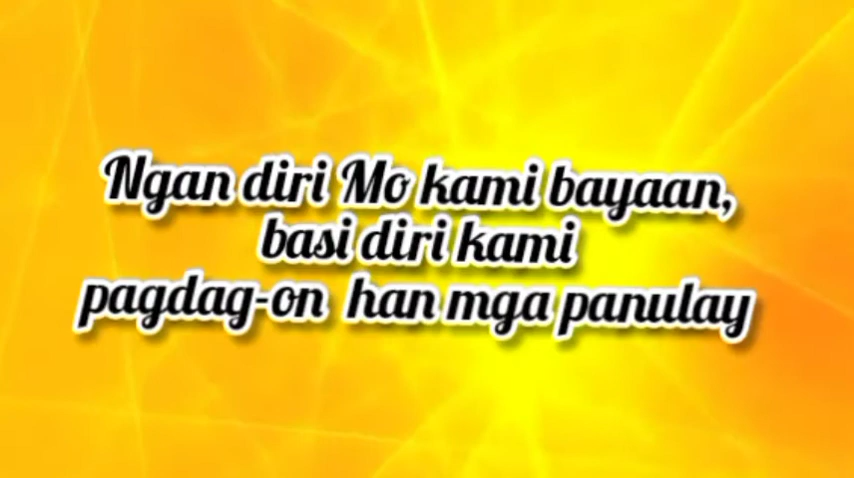 Ngan diri Mo kami bayaan,
basi diri kami
pagdag-on han mga panulay